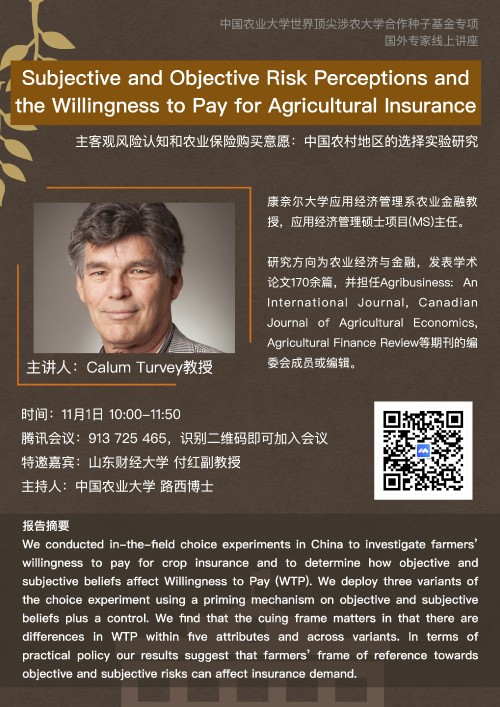 中国农业大学世界顶尖涉农大学合作种子基金专项
国外专家线上讲座
Subjective and Objective Risk Perceptions and
the Willingness to Pay for Agricultural Insurance
主客观风险认知和农业保险购买意愿：中国农村地区的选择实验研究
康奈尔大学应用经济管理系农业金融教
授，应用经济管理硕士项目(MS)主任。
研究方向为农业经济与金融，发表学术
论文170余篇，并担任Agribusiness: An
International Journal, Canadian
Journal of Agricultural Economics,
Agricultural Finance Review等期刊的编
委会成员或编辑。
主讲人：Calum Turvey教授
时间：11月1日 10:00-11:50
腾讯会议：913 725 465，识别二维码即可加入会议
特邀嘉宾：山东财经大学 付红副教授
主持人：中国农业大学 路西博士
报告摘要
We conducted in-the-field choice experiments in China to investigate farmers'
willingness to pay for crop insurance and to determine how objective and
subjective beliefs affect Willingness to Pay (WTP). We deploy three variants of
the choice experiment using a priming mechanism on objective and subjective
beliefs plus a control. We find that the cuing frame matters in that there are
differences in WTP within five attributes and across variants. In terms of
practical policy our results suggest that farmers' frame of reference towards
objective and subjective risks can affect insurance demand.